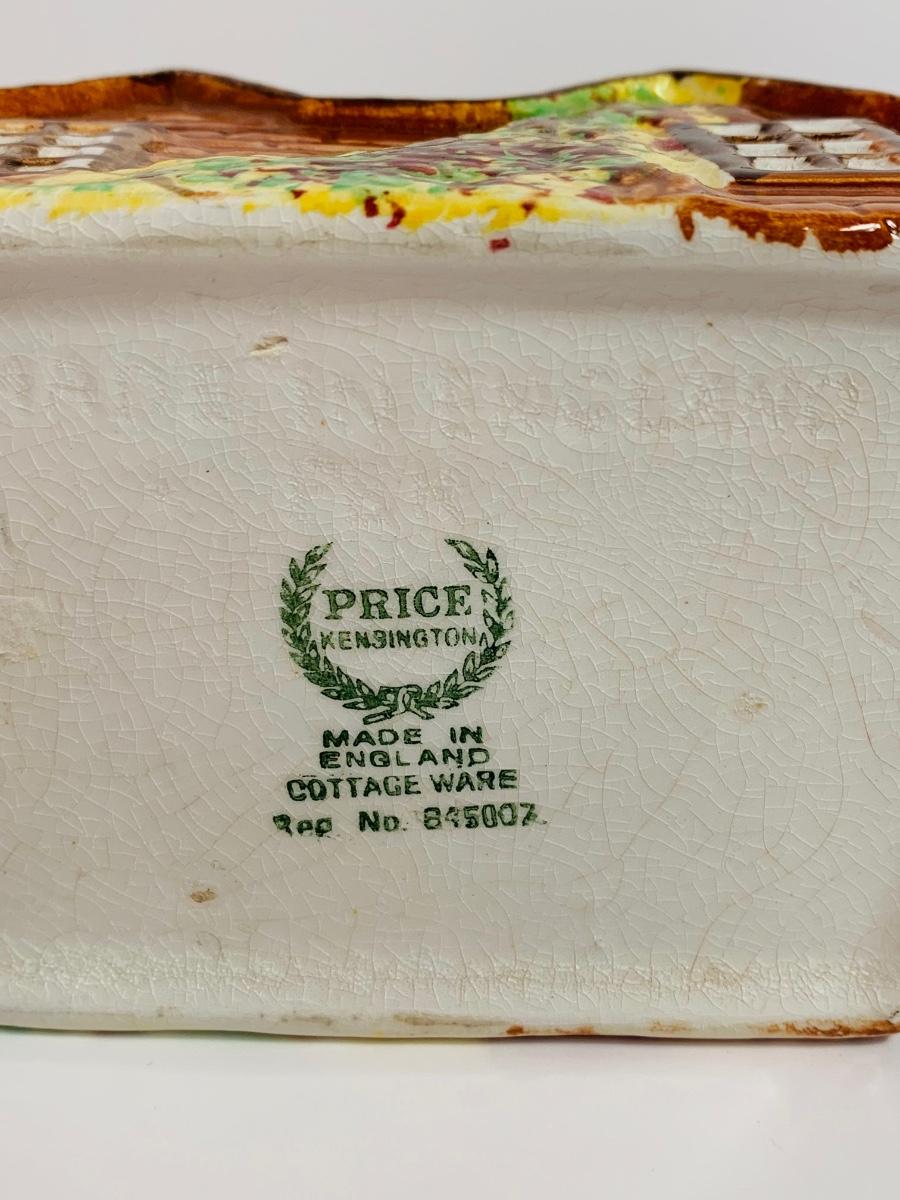 PRICE
KENSINGTON
MADE IN
ENGLAND
COTTAGE WARE
Reg. No. 845007